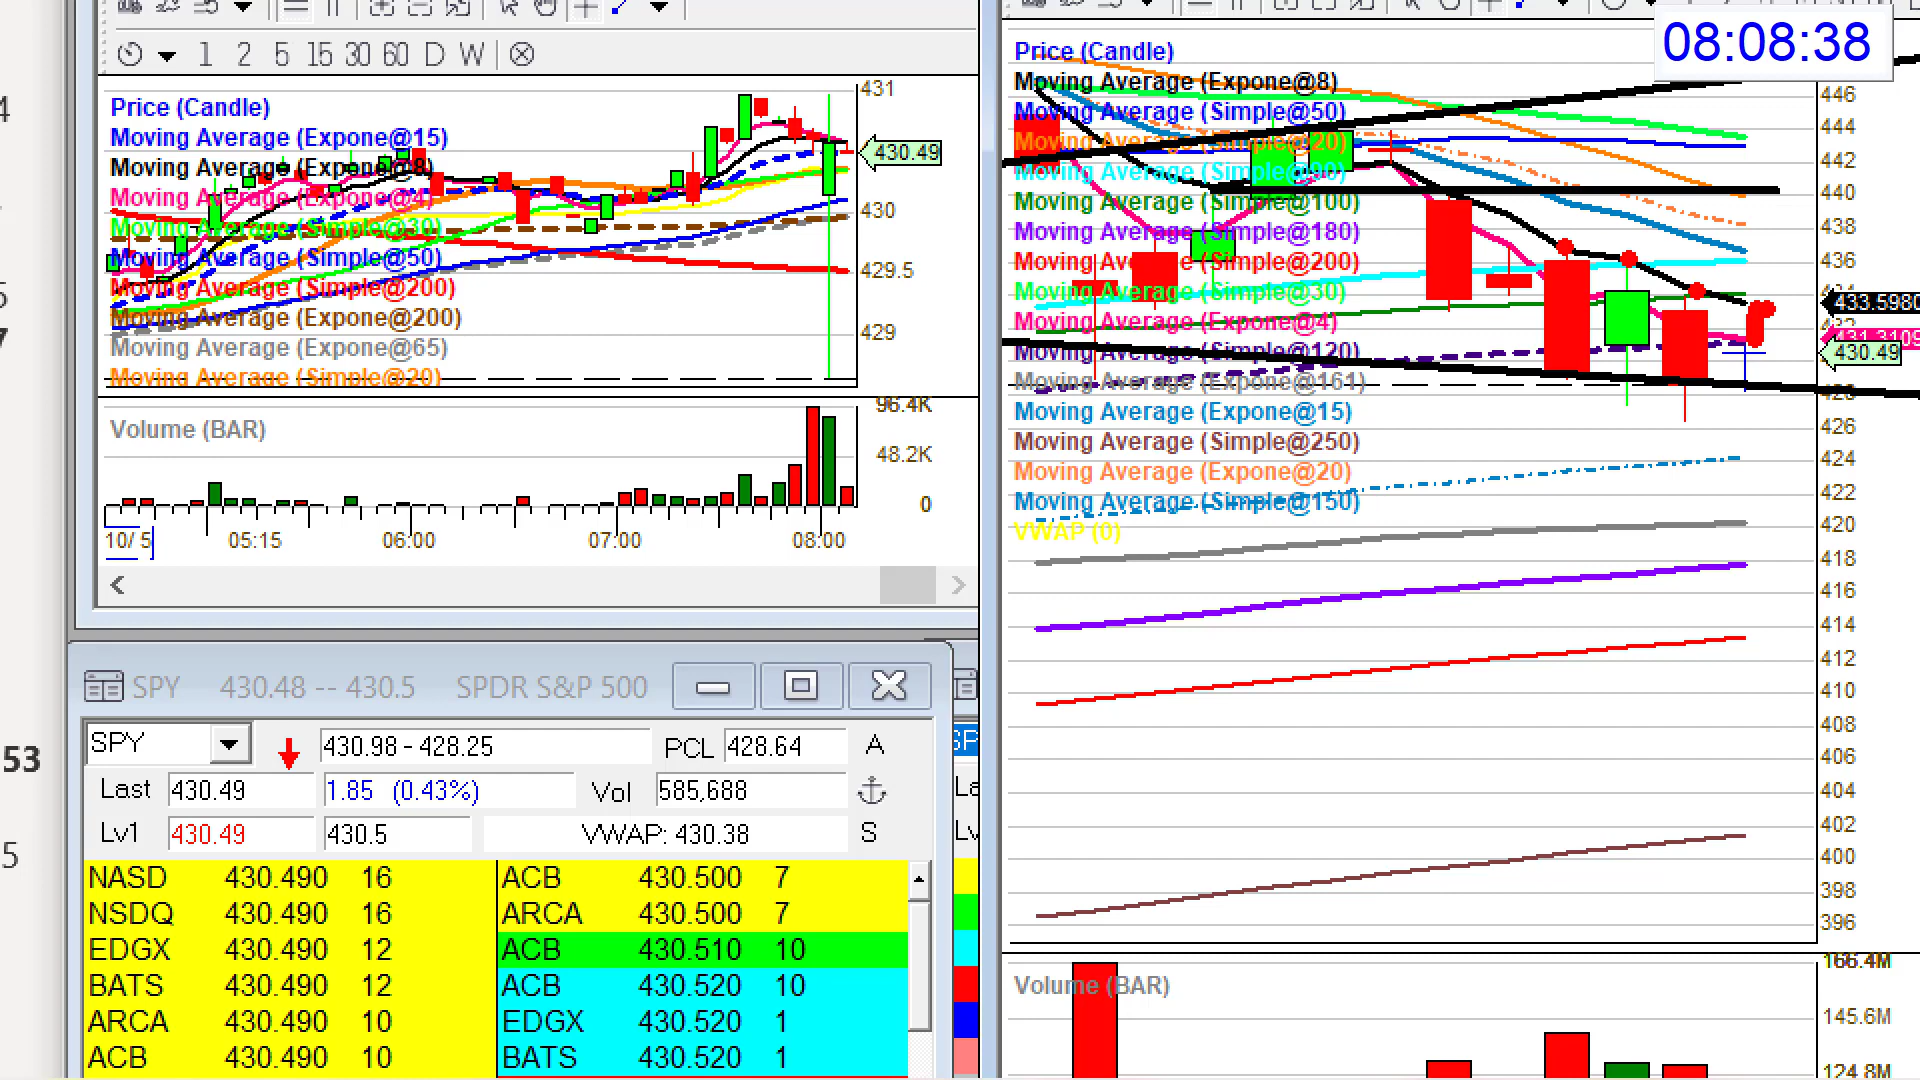 08:08:38
1 2 5 15 30 60 D W
Price (Candle)
Moving Average (Expone@15)
Moving Average (Expone@8)
Moving Average (Expone@4)
Moving Average (Simple@30)
Moving Average (Simple@50)
Moving Average (Simple@200)
Moving Average (Expone@200)
Moving Average (Expone@65)
Moving Average (Simple@20)
431
430.49
430
429.5
429
Volume (BAR)
96.4K
48.2K
0
10/ 5 05:15 06:00 07:00 08:00
SPY 430.48 -- 430.5 SPDR S&P 500
SPY 430.98 - 428.25 PCL 428.64 A
Last 430.49 1.85 (0.43%) Vol 585,688
Lv1 430.49 430.5 VWAP: 430.38 S
NASD 430.490 16 ACB 430.500 7
NSDQ 430.490 16 ARCA 430.500 7
EDGX 430.490 12 ACB 430.510 10
BATS 430.490 12 ACB 430.520 10
ARCA 430.490 10 EDGX 430.520 1
ACB 430.490 10 BATS 430.520 1
53
Price (Candle)
Moving Average (Expone@8)
Moving Average (Simple@50)
Moving Average (Simple@20)
Moving Average (Simple@90)
Moving Average (Simple@100)
Moving Average (Simple@180)
Moving Average (Simple@200)
Moving Average (Simple@30)
Moving Average (Expone@4)
Moving Average (Simple@120)
Moving Average (Expone@161)
Moving Average (Expone@15)
Moving Average (Simple@250)
Moving Average (Expone@20)
Moving Average (Simple@150)
VWAP (0)
446
444
442
440
438
436
433.5980
431.3109
430.49
426
424
422
420
418
416
414
412
410
408
406
404
402
400
398
396
Volume (BAR)
166.4M
145.6M
124.8M